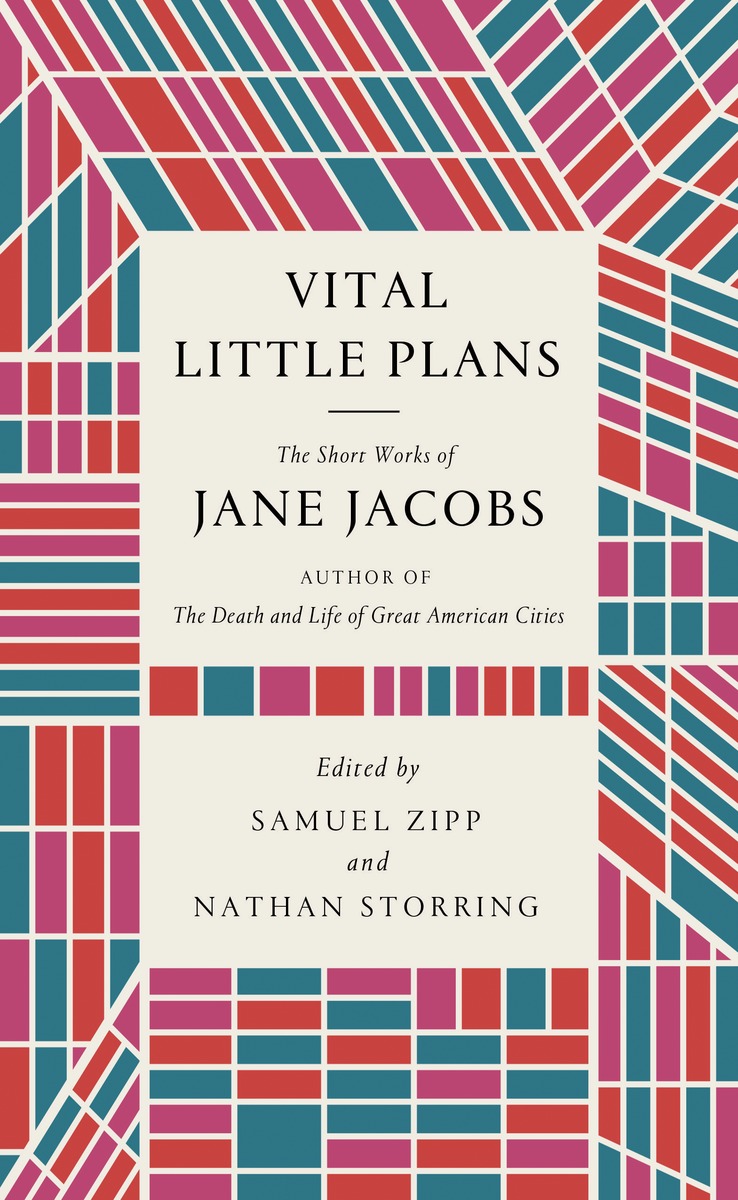 VITAL
LITTLE PLANS
The Short Works of
JANE JACOBS
AUTHOR OF
The Death and Life of Great American Cities
Edited by
SAMUEL ZIPP
and
NATHAN STORRING